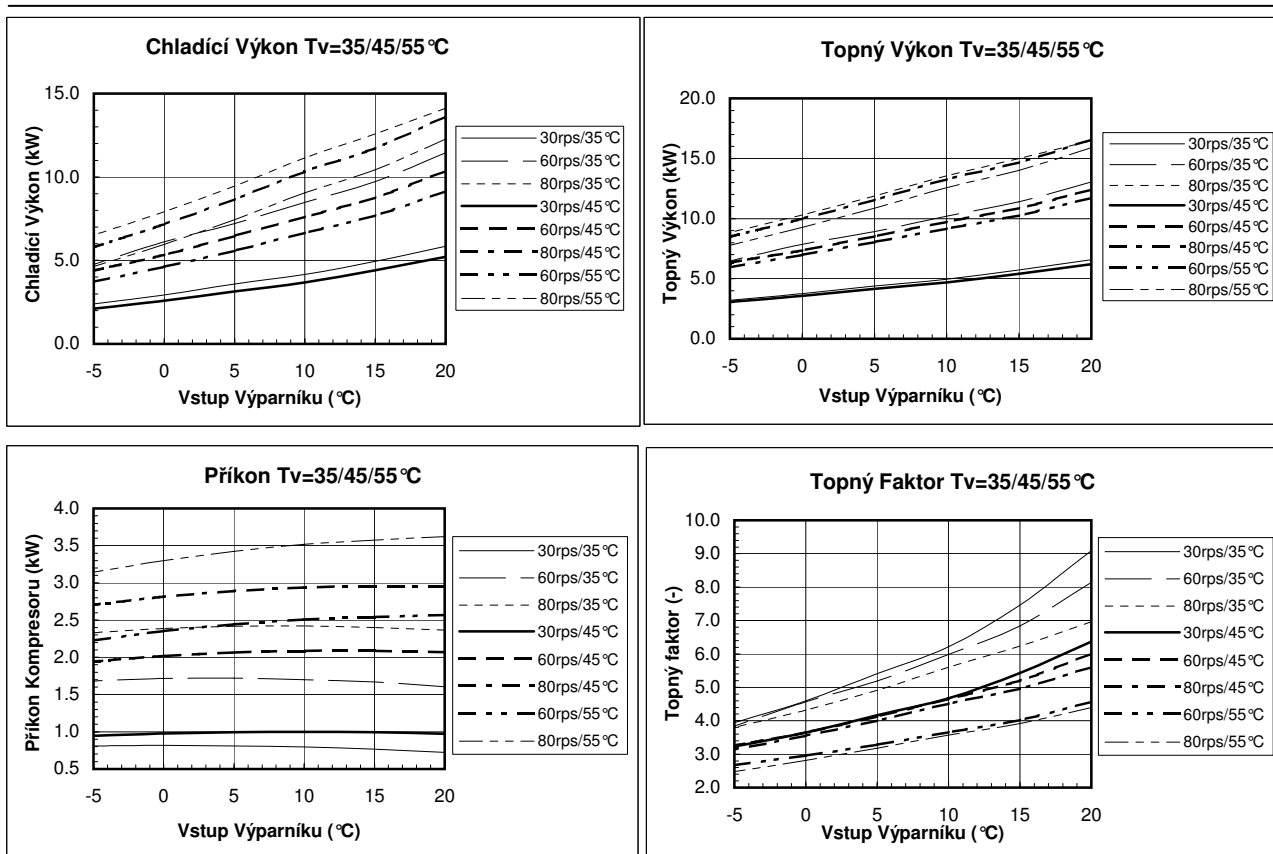 Chladící Výkon Tv=35/45/55°C
Chladící Výkon (kW)
15.0
10.0
5.0
0.0
-5 0 5 10 15 20
Vstup Výparníku (°C)
30rps/35°C
60rps/35°C
80rps/35°C
30rps/45°C
60rps/45°C
80rps/45°C
60rps/55°C
80rps/55°C
Topný Výkon Tv=35/45/55°C
Topný Výkon (kW)
20.0
15.0
10.0
5.0
0.0
-5 0 5 10 15 20
Vstup Výparníku (°C)
30rps/35°C
60rps/35°C
80rps/35°C
30rps/45°C
60rps/45°C
80rps/45°C
60rps/55°C
80rps/55°C
Příkon Tv=35/45/55°C
Příkon Kompresoru (kW)
4.0
3.5
3.0
2.5
2.0
1.5
1.0
0.5
-5 0 5 10 15 20
Vstup Výparníku (°C)
30rps/35°C
60rps/35°C
80rps/35°C
30rps/45°C
60rps/45°C
80rps/45°C
60rps/55°C
80rps/55°C
Topný Faktor Tv=35/45/55°C
Topný faktor (-)
10.0
9.0
8.0
7.0
6.0
5.0
4.0
3.0
2.0
-5 0 5 10 15 20
Vstup Výparníku (°C)
30rps/35°C
60rps/35°C
80rps/35°C
30rps/45°C
60rps/45°C
80rps/45°C
60rps/55°C
80rps/55°C